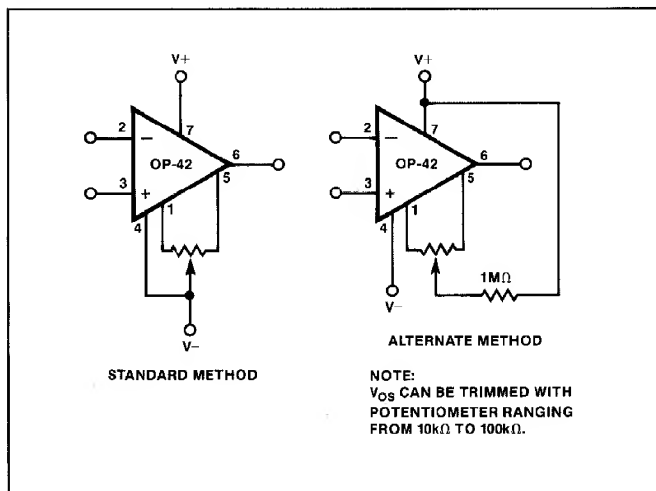 V+
2
−
7
OP-42
6
3
+
5
1
4
V−
STANDARD METHOD
V+
2
−
7
OP-42
6
3
+
5
1
4
1MΩ
V−
ALTERNATE METHOD
NOTE:
VOS CAN BE TRIMMED WITH
POTENTIOMETER RANGING
FROM 10kΩ TO 100kΩ.